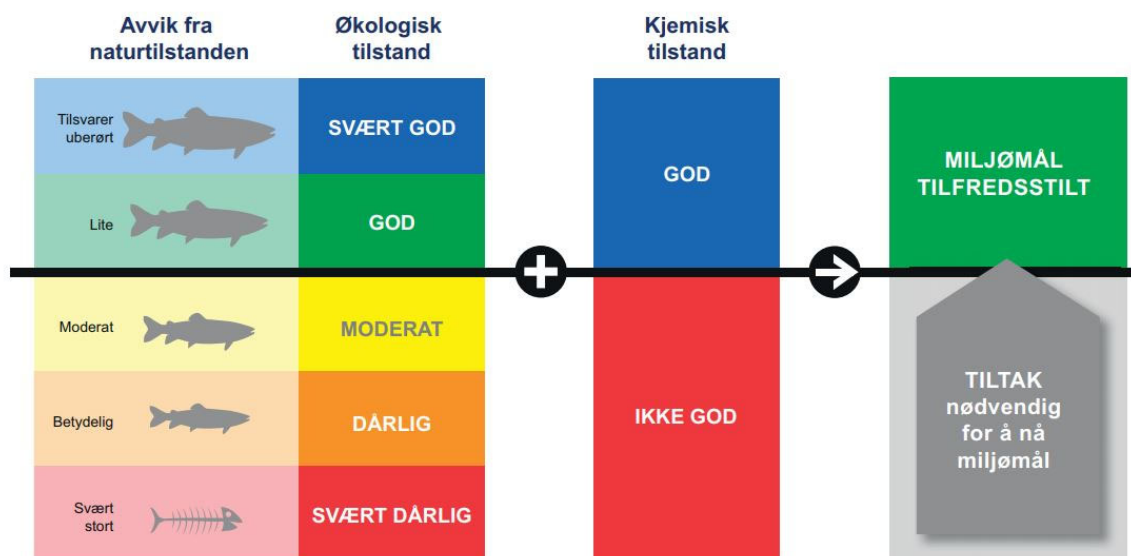 Avvik fra
naturtilstanden
Økologisk
tilstand
Kjemisk
tilstand
Tilsvarer
uberørt
SVÆRT GOD
Lite
GOD
GOD
MILJØMÅL
TILFREDSSTILT
Moderat
MODERAT
Betydelig
DÅRLIG
IKKE GOD
TILTAK
nødvendig
for å nå
miljømål
Svært
stort
SVÆRT DÅRLIG